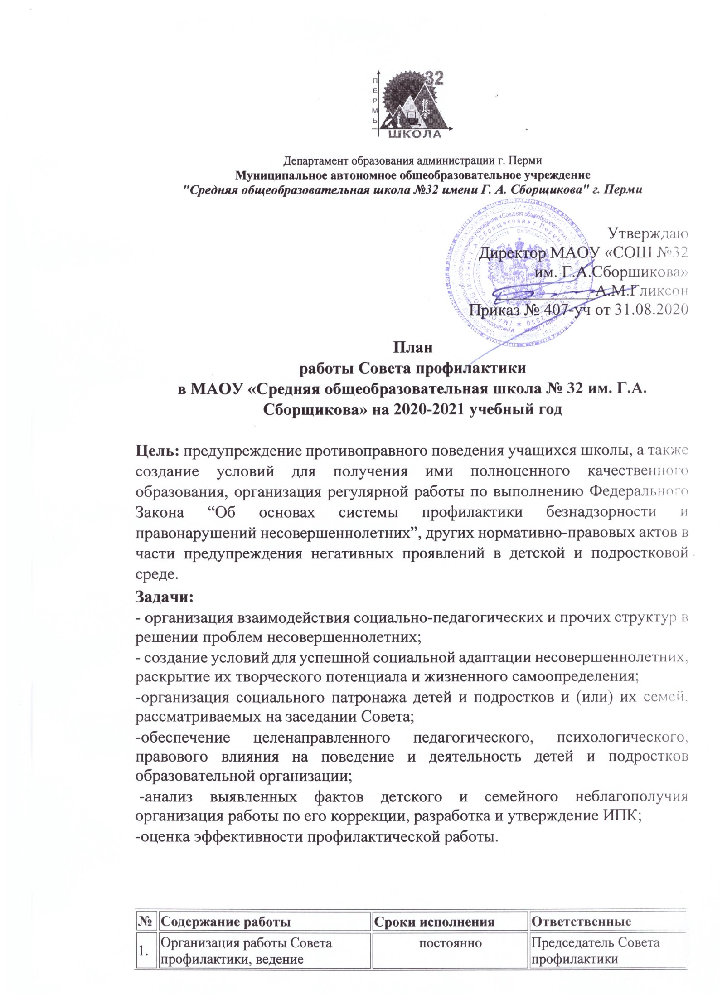 32
ПЕРМЬ
ШКОЛА
Департамент образования администрации г. Перми
Муниципальное автономное общеобразовательное учреждение
"Средняя общеобразовательная школа №32 имени Г. А. Сборщикова" г. Перми
Утверждаю
Директор МАОУ «СОШ №32
им. Г.А.Сборщикова»
А.М.Гликсон
Приказ № 407-уч от 31.08.2020
План
работы Совета профилактики
в МАОУ «Средняя общеобразовательная школа № 32 им. Г.А.
Сборщикова» на 2020-2021 учебный год
Цель: предупреждение противоправного поведения учащихся школы, а также
создание условий для получения ими полноценного качественного
образования, организация регулярной работы по выполнению Федерального
Закона “Об основах системы профилактики безнадзорности и
правонарушений несовершеннолетних”, других нормативно-правовых актов в
части предупреждения негативных проявлений в детской и подростковой
среде.
Задачи:
- организация взаимодействия социально-педагогических и прочих структур в
решении проблем несовершеннолетних;
- создание условий для успешной социальной адаптации несовершеннолетних,
раскрытие их творческого потенциала и жизненного самоопределения;
-организация социального патронажа детей и подростков и (или) их семей.
рассматриваемых на заседании Совета;
-обеспечение целенаправленного педагогического, психологического,
правового влияния на поведение и деятельность детей и подростков
образовательной организации;
-анализ выявленных фактов детского и семейного неблагополучия
организация работы по его коррекции, разработка и утверждение ИПК;
-оценка эффективности профилактической работы.
№ Содержание работы Сроки исполнения Ответственные
1. Организация работы Совета постоянно Председатель Совета
профилактики, ведение профилактики